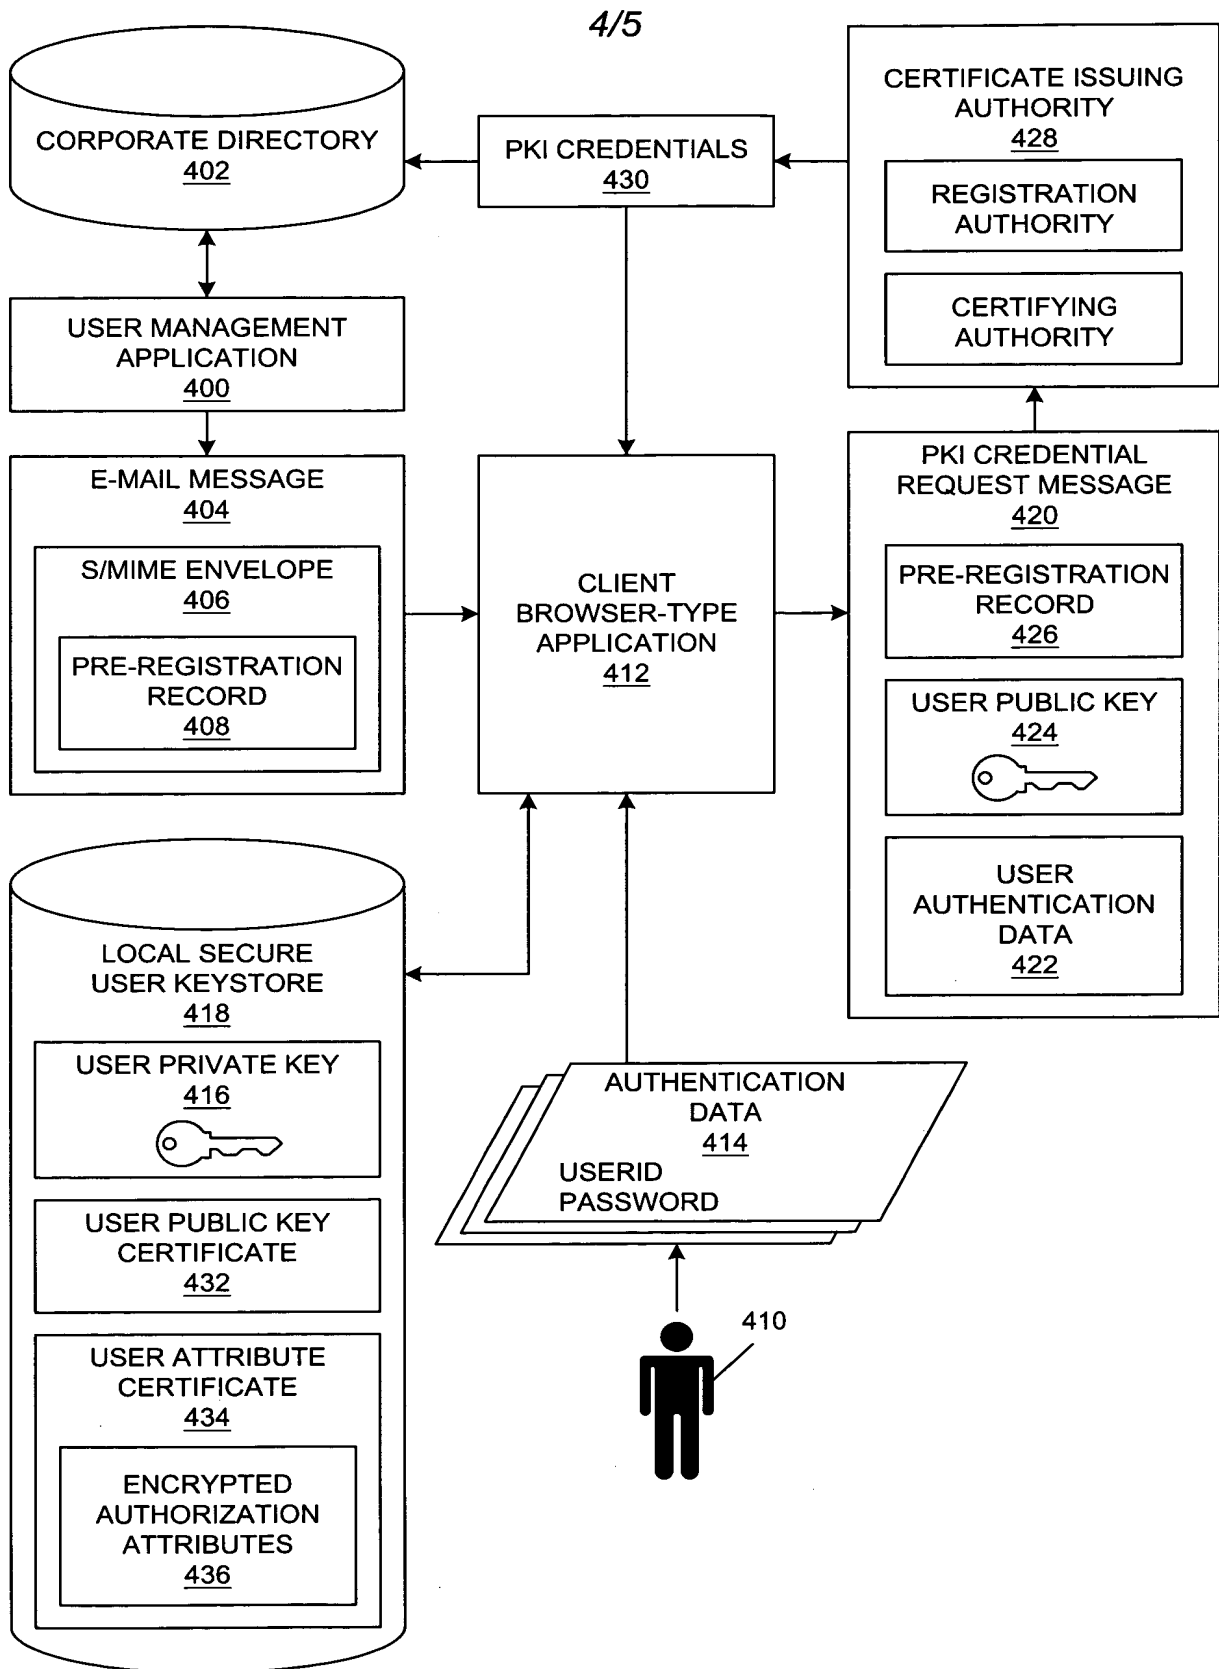 4/5
CORPORATE DIRECTORY
402
PKI CREDENTIALS
430
CERTIFICATE ISSUING
AUTHORITY
428
REGISTRATION
AUTHORITY
CERTIFYING
AUTHORITY
USER MANAGEMENT
APPLICATION
400
E-MAIL MESSAGE
404
S/MIME ENVELOPE
406
PRE-REGISTRATION
RECORD
408
CLIENT
BROWSER-TYPE
APPLICATION
412
PKI CREDENTIAL
REQUEST MESSAGE
420
PRE-REGISTRATION
RECORD
426
USER PUBLIC KEY
424
USER
AUTHENTICATION
DATA
422
LOCAL SECURE
USER KEYSTORE
418
USER PRIVATE KEY
416
USER PUBLIC KEY
CERTIFICATE
432
USER ATTRIBUTE
CERTIFICATE
434
ENCRYPTED
AUTHORIZATION
ATTRIBUTES
436
AUTHENTICATION
DATA
414
USERID
PASSWORD
410